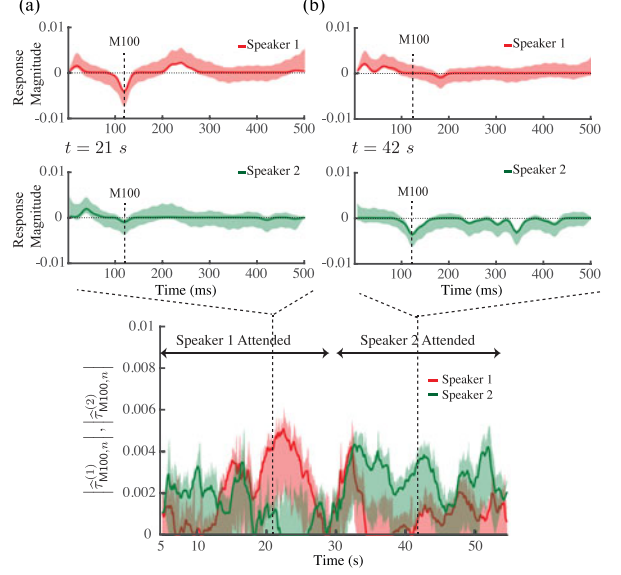 (a)
(b)
0.01
M100
Speaker 1
0
-0.01
Response
Magnitude
100 200 300 400 500
t = 21 s
0.01
M100
Speaker 1
0
-0.01
100 200 300 400 500
t = 42 s
0.01
M100
Speaker 2
0
-0.01
Response
Magnitude
100 200 300 400 500
Time (ms)
0.01
M100
Speaker 2
0
-0.01
100 200 300 400 500
Time (ms)
0.01
0.008
0.006
0.004
0.002
0
Speaker 1 Attended
Speaker 2 Attended
Speaker 1
Speaker 2
|τ̂⁽¹⁾M100,n| , |τ̂⁽²⁾M100,n|
5 10 20 30 40 50
Time (s)